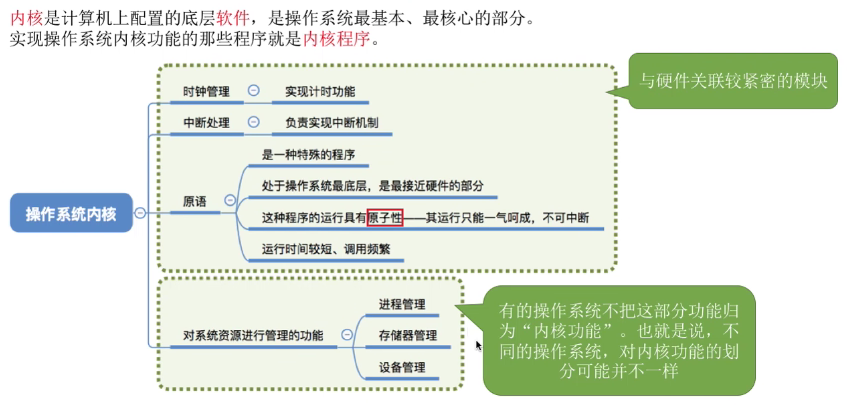 内核是计算机上配置的底层软件，是操作系统最基本、最核心的部分。
实现操作系统内核功能的那些程序就是内核程序。
与硬件关联较紧密的模块
操作系统内核
时钟管理
实现计时功能
中断处理
负责实现中断机制
原语
是一种特殊的程序
处于操作系统最底层，是最接近硬件的部分
这种程序的运行具有原子性——其运行只能一气呵成，不可中断
运行时间较短、调用频繁
对系统资源进行管理的功能
进程管理
存储器管理
设备管理
有的操作系统不把这部分功能归
为“内核功能”。也就是说，不
同的操作系统，对内核功能的划
分可能并不一样